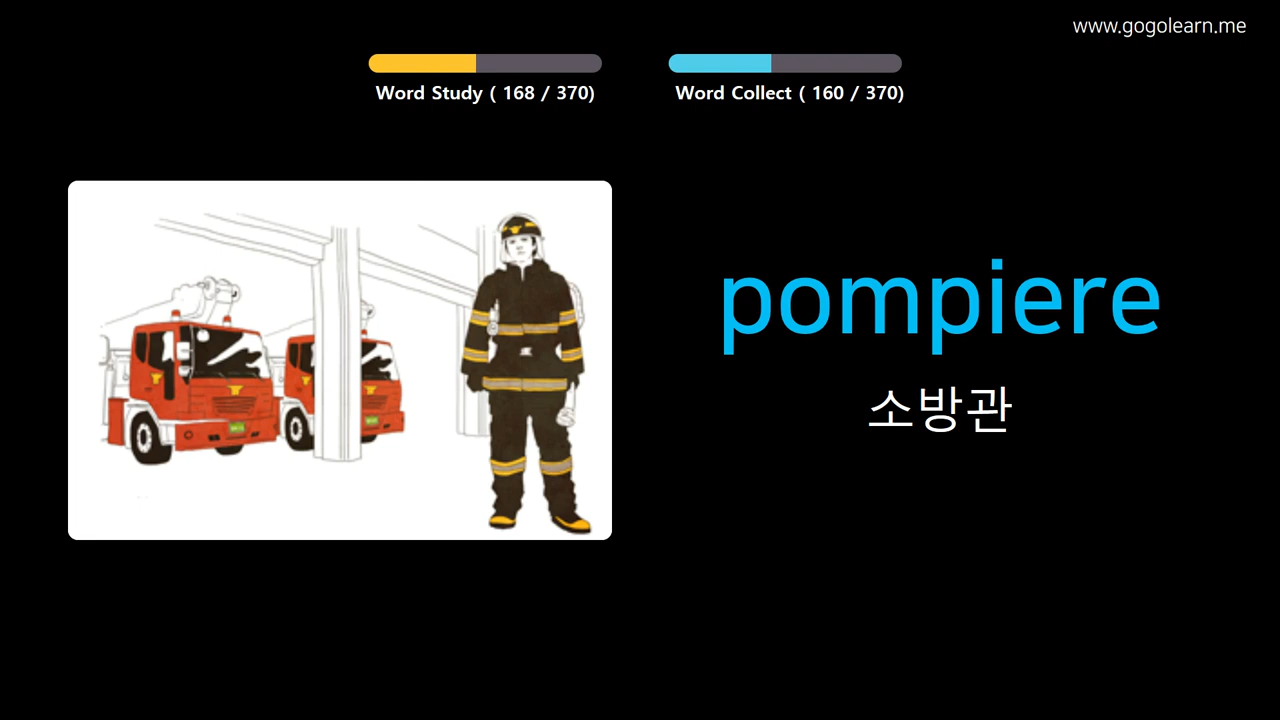 www.gogolearn.me
Word Study ( 168 / 370)
Word Collect ( 160 / 370)
pompiere
소방관